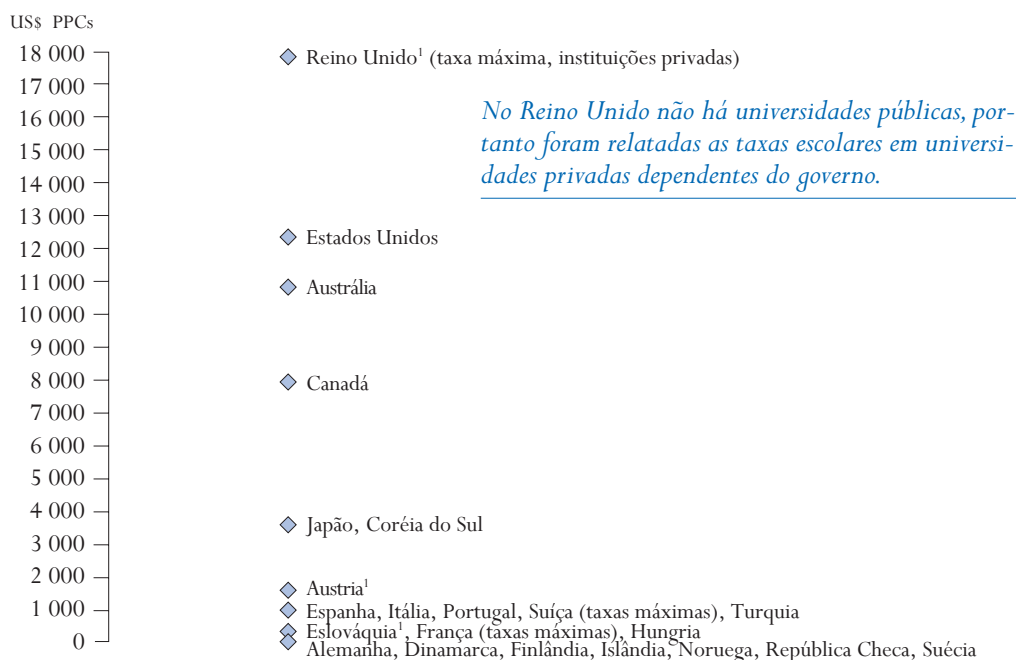 US$ PPCs
18 000
Reino Unido¹ (taxa máxima, instituições privadas)
17 000
No Reino Unido não há universidades públicas, por-
tanto foram relatadas as taxas escolares em universi-
dades privadas dependentes do governo.
16 000
15 000
14 000
13 000
Estados Unidos
12 000
11 000
Austrália
10 000
9 000
8 000
Canadá
7 000
6 000
5 000
4 000
Japão, Coréia do Sul
3 000
2 000
Austria¹
1 000
Espanha, Itália, Portugal, Suíça (taxas máximas), Turquia
Eslováquia¹, França (taxas máximas), Hungria
0
Alemanha, Dinamarca, Finlândia, Islândia, Noruega, República Checa, Suécia